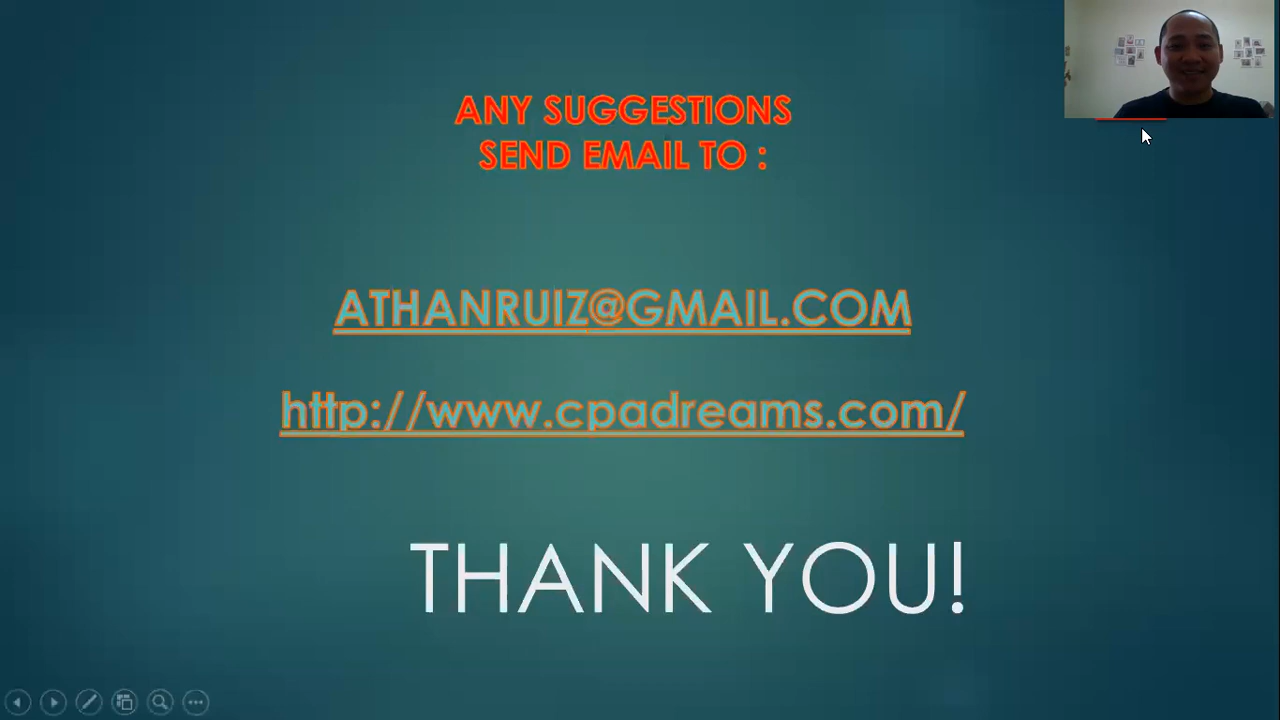 ANY SUGGESTIONS
SEND EMAIL TO :
ATHANRUIZ@GMAIL.COM
http://www.cpadreams.com/
THANK YOU!